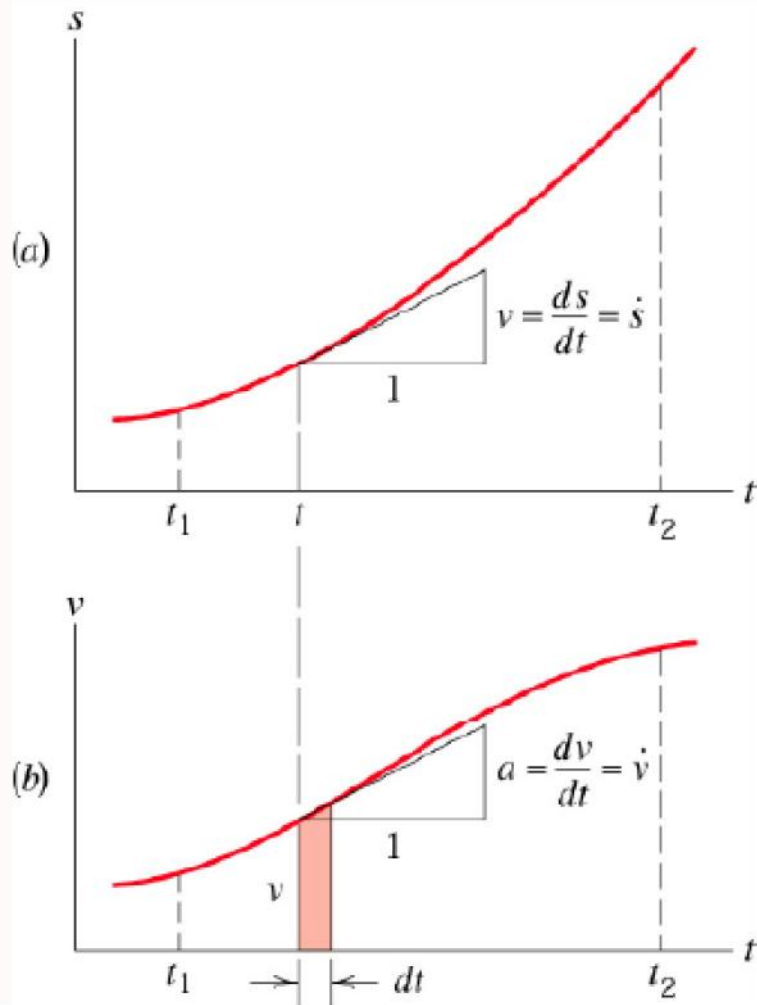 s
(a)
v = ds/dt = ṡ
1
t₁ t t₂ t
v
(b)
a = dv/dt = v̇
1
v
t₁ dt t₂ t